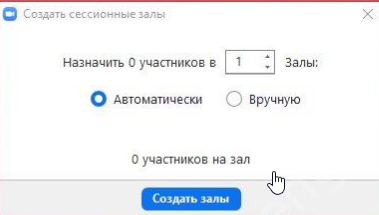 Создать сессионные залы
Назначить 0 участников в 1 Залы:
Автоматически Вручную
0 участников на зал
Создать залы